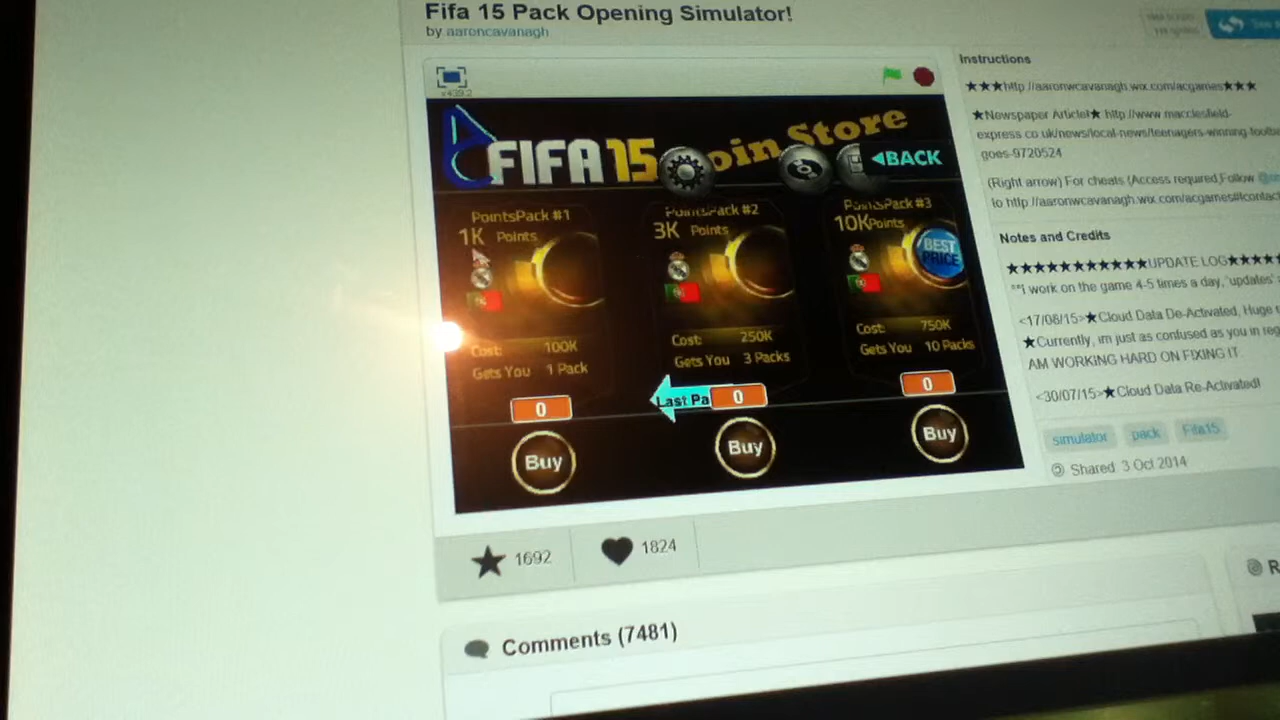 Fifa 15 Pack Opening Simulator!
by aaroncavanagh
v439.2
FIFA 15 Coin Store
BACK
PointsPack #1
1K Points
Cost: 100K
Gets You 1 Pack
0
Buy
PointsPack #2
3K Points
Cost: 250K
Gets You 3 Packs
Last Pa
0
Buy
PointsPack #3
10K Points
BEST
PRICE
Cost: 750K
Gets You 10 Packs
0
Buy
1692
1824
Comments (7481)
Instructions
★★★http://aaronwcavanagh.wix.com/acgames★★★
★Newspaper Article!★ http://www.macclesfield-
express.co.uk/news/local-news/teenagers-winning-footba
goes-9720524
(Right arrow) For cheats (Access required,Follow
to http://aaronwcavanagh.wix.com/acgames#!contac
Notes and Credits
★★★★★★★★★★★UPDATE LOG★★★★★
**I work on the game 4-5 times a day, 'updates'
<17/08/15>★Cloud Data De-Activated, Huge
★Currently, im just as confused as you in reg
AM WORKING HARD ON FIXING IT.
<30/07/15>★Cloud Data Re-Activated!
simulator pack Fifa15
Shared: 3 Oct 2014